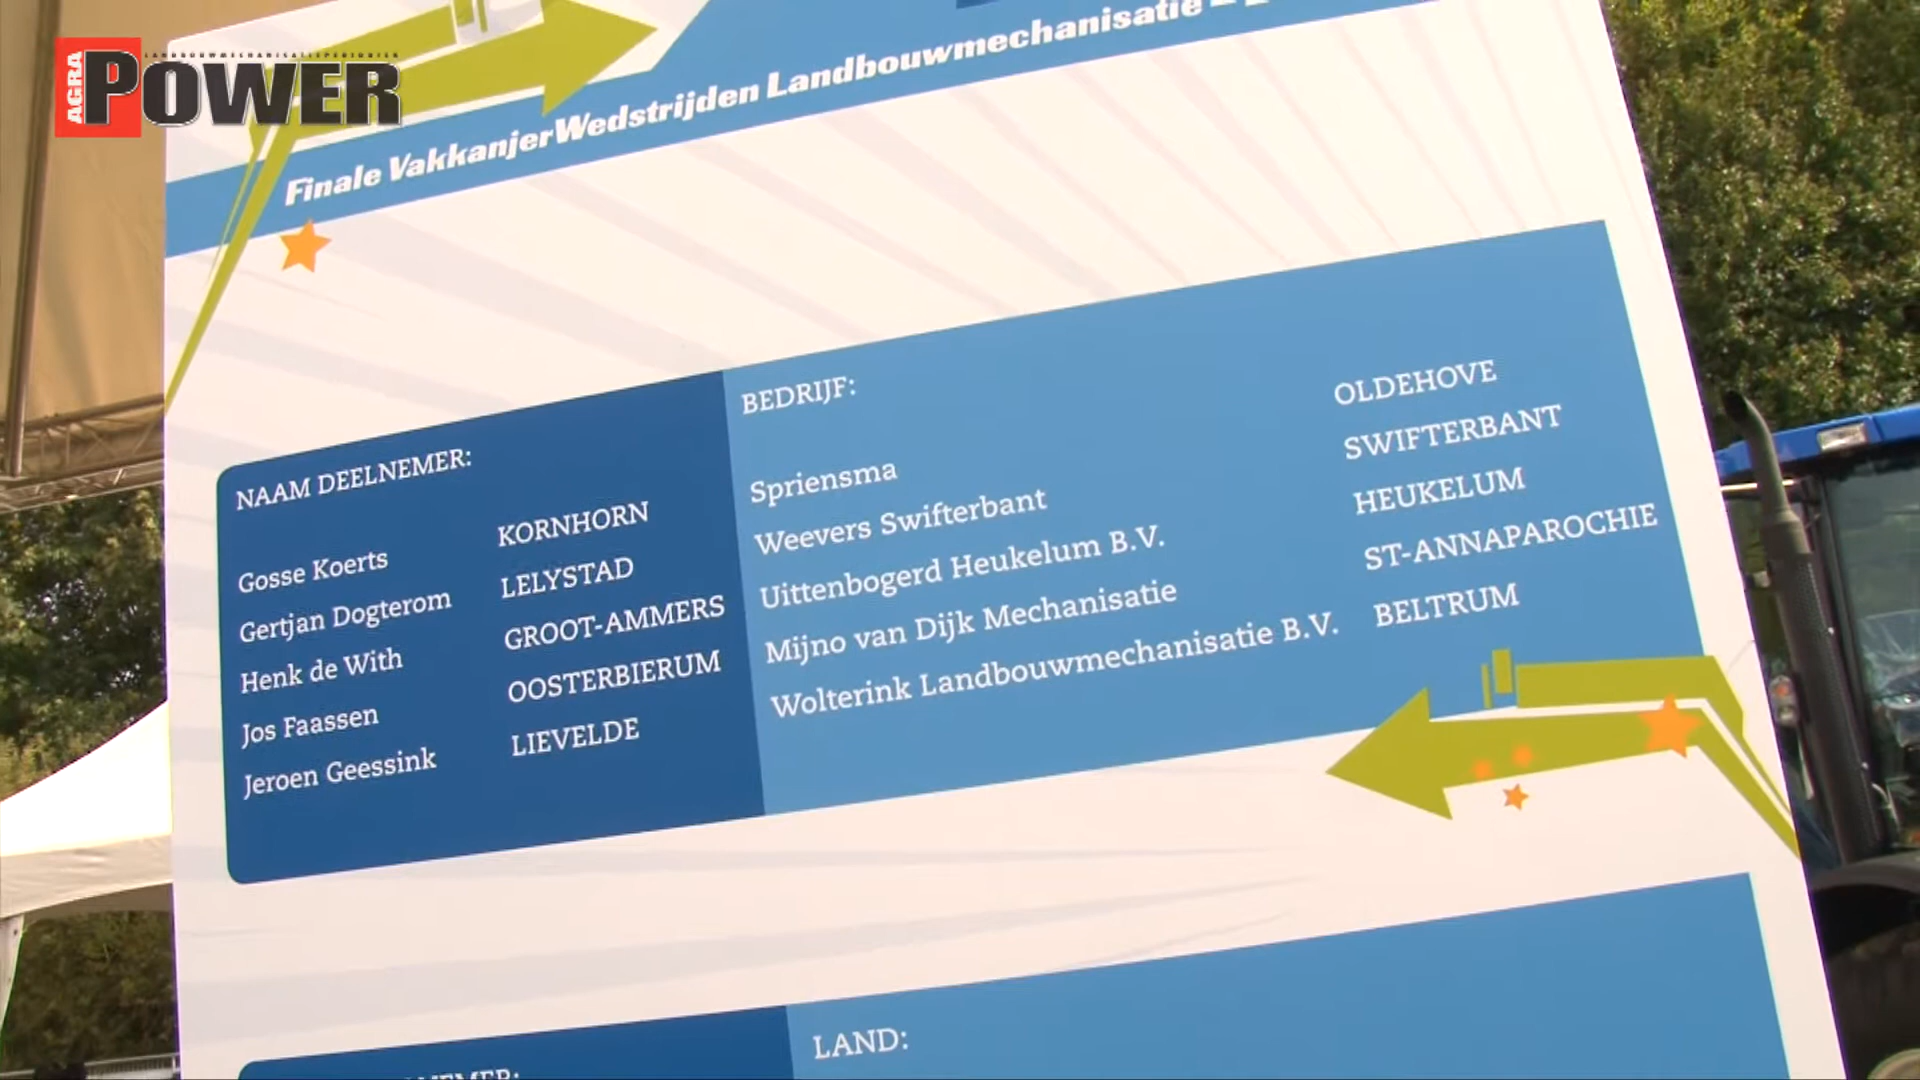 AGRA
POWER
LANDBOUWMECHANISATIEPERIODIEK
Finale VakkanjerWedstrijden Landbouwmechanisatie
NAAM DEELNEMER: BEDRIJF:
Gosse Koerts KORNHORN Spriensma OLDEHOVE
Gertjan Dogterom LELYSTAD Weevers Swifterbant SWIFTERBANT
Henk de With GROOT-AMMERS Uittenbogerd Heukelum B.V. HEUKELUM
Jos Faassen OOSTERBIERUM Mijno van Dijk Mechanisatie ST-ANNAPAROCHIE
Jeroen Geessink LIEVELDE Wolterink Landbouwmechanisatie B.V. BELTRUM
LAND: